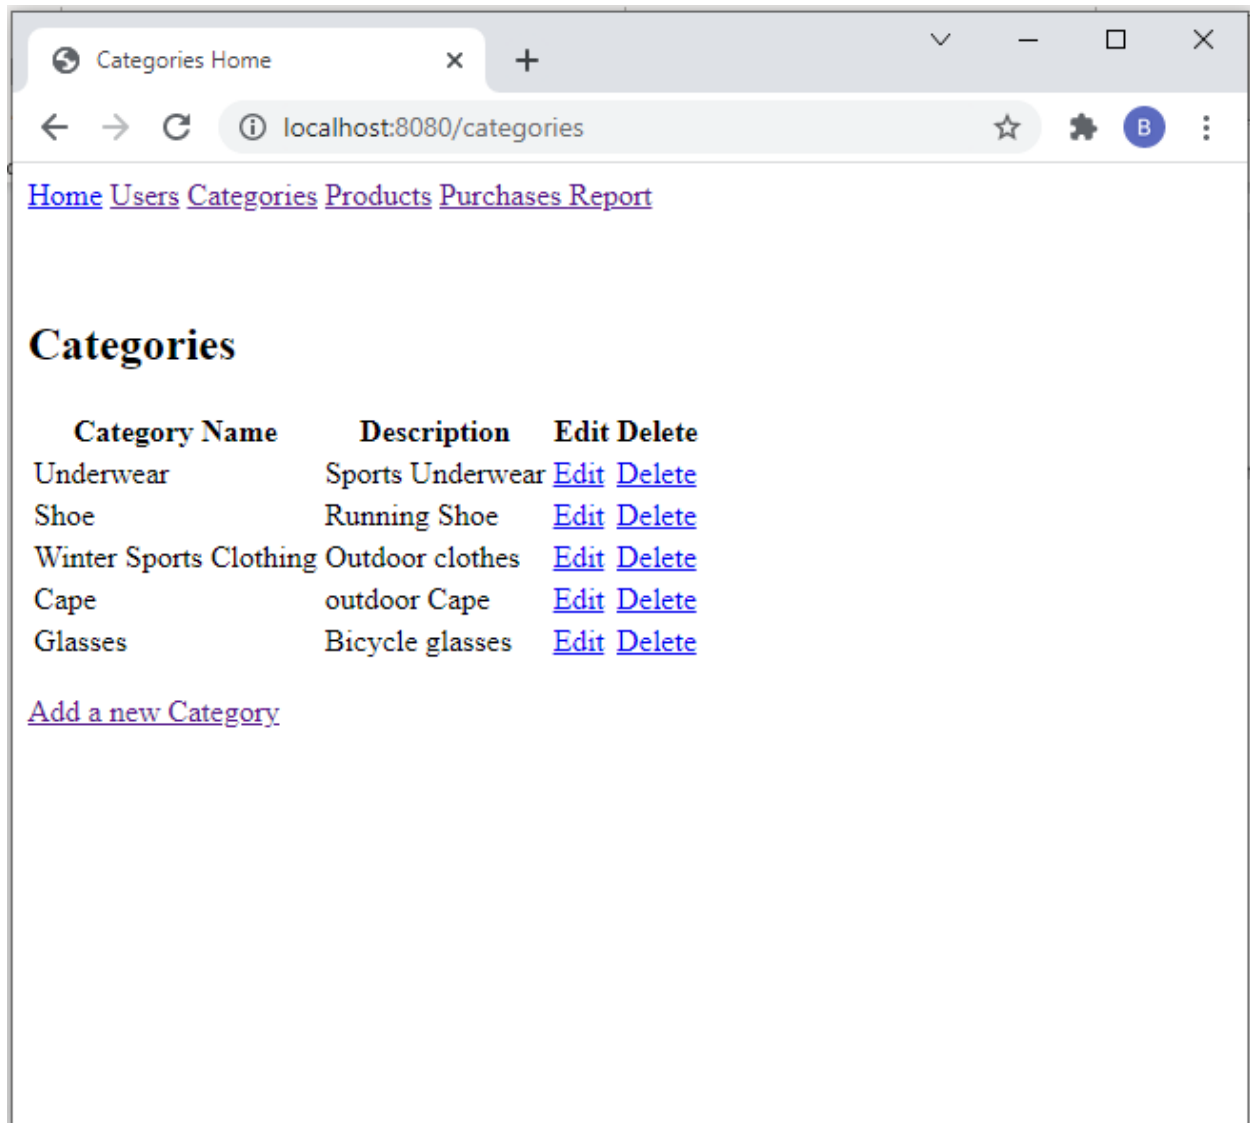 Categories Home
localhost:8080/categories
B
Home Users Categories Products Purchases Report
Categories
Category Name Description Edit Delete
Underwear Sports Underwear Edit Delete
Shoe Running Shoe Edit Delete
Winter Sports Clothing Outdoor clothes Edit Delete
Cape outdoor Cape Edit Delete
Glasses Bicycle glasses Edit Delete
Add a new Category